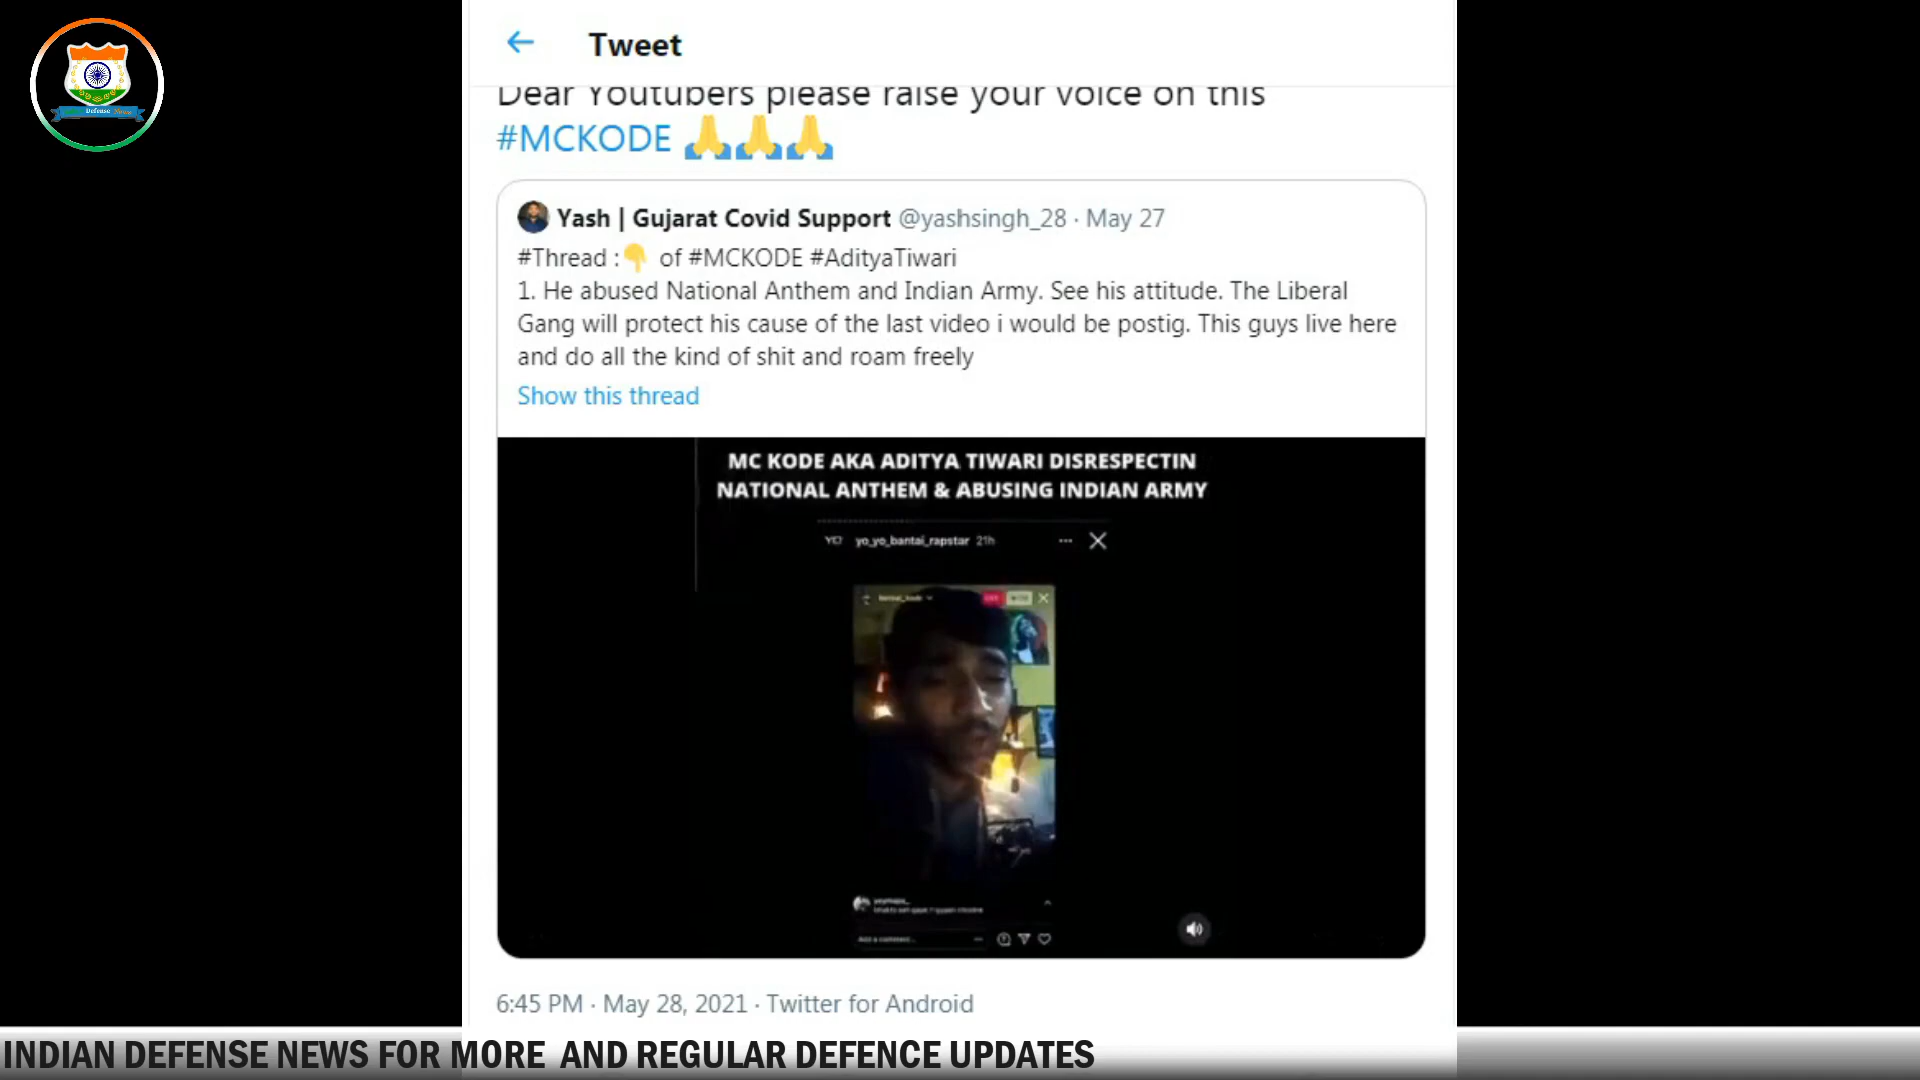 Tweet
Dear Youtubers please raise your voice on this
#MCKODE 🙏🙏🙏
Yash | Gujarat Covid Support @yashsingh_28 · May 27
#Thread :👇 of #MCKODE #AdityaTiwari
1. He abused National Anthem and Indian Army. See his attitude. The Liberal
Gang will protect his cause of the last video i would be postig. This guys live here
and do all the kind of shit and roam freely
Show this thread
MC KODE AKA ADITYA TIWARI DISRESPECTIN
NATIONAL ANTHEM & ABUSING INDIAN ARMY
yo_yo_bantai_rapstar 21h
Add a comment...
6:45 PM · May 28, 2021 · Twitter for Android
INDIAN DEFENSE NEWS FOR MORE AND REGULAR DEFENCE UPDATES
Defense News